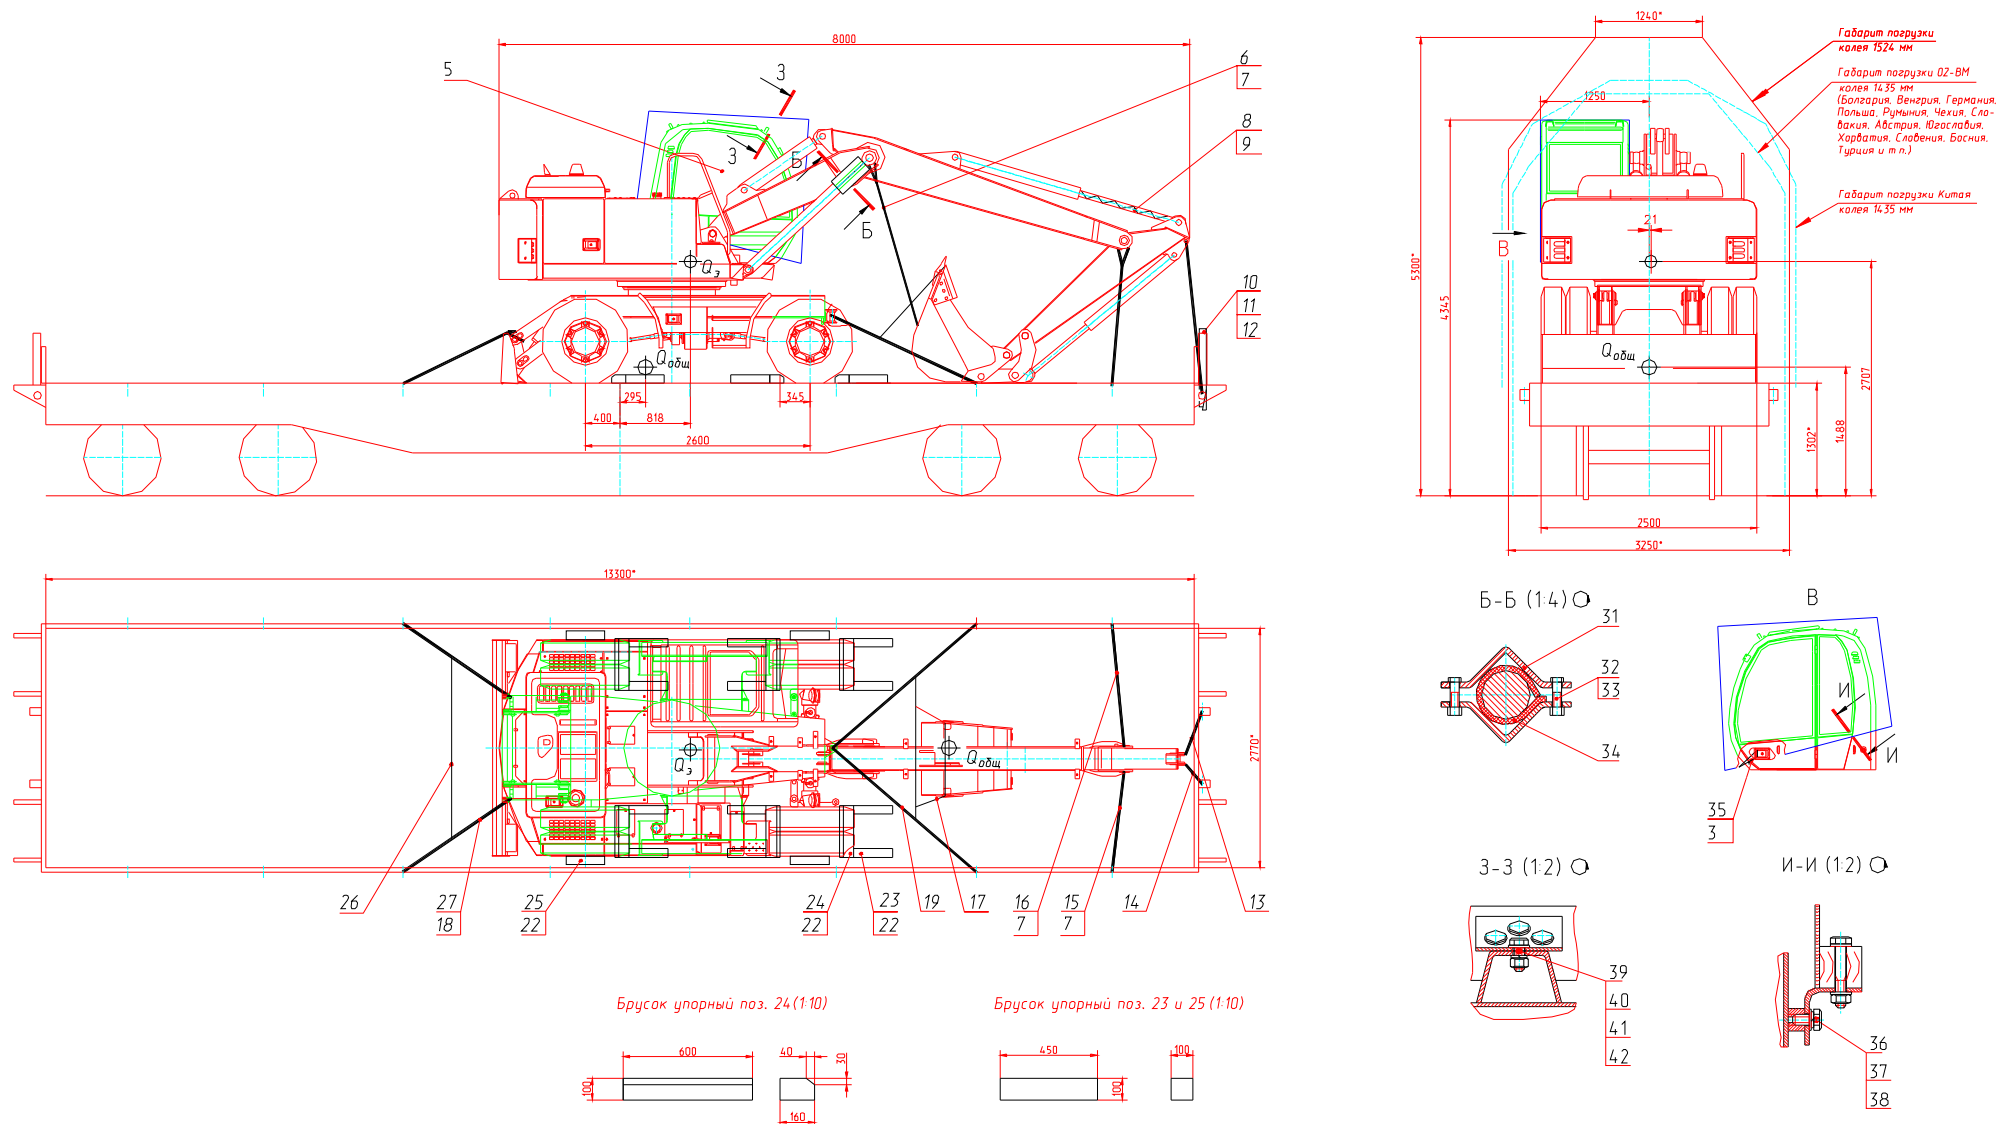 8000
5
З
З
Б
Б
6
7
8
9
10
11
12
Qэ
Qобщ
295
345
400
818
2600
1240*
Габарит погрузки
колея 1524 мм
Габарит погрузки 02-ВМ
колея 1435 мм
(Болгария, Венгрия, Германия,
Польша, Румыния, Чехия, Сло-
вакия, Австрия, Югославия,
Хорватия, Словения, Босния,
Турция и т п.)
Габарит погрузки Китая
колея 1435 мм
1250
21
В
5300*
4345
Qобщ
2707
1488
1302*
2500
3250*
13300*
2770*
Qэ
Qобщ
26
27
18
25
22
24
22
23
22
19
17
16
7
15
7
14
13
Б-Б (1:4)
31
32
33
34
В
И
И
35
3
З-З (1:2)
39
40
41
42
И-И (1:2)
36
37
38
Брусок упорный поз. 24 (1:10)
600
100
40
30
160
Брусок упорный поз. 23 и 25 (1:10)
450
100
100